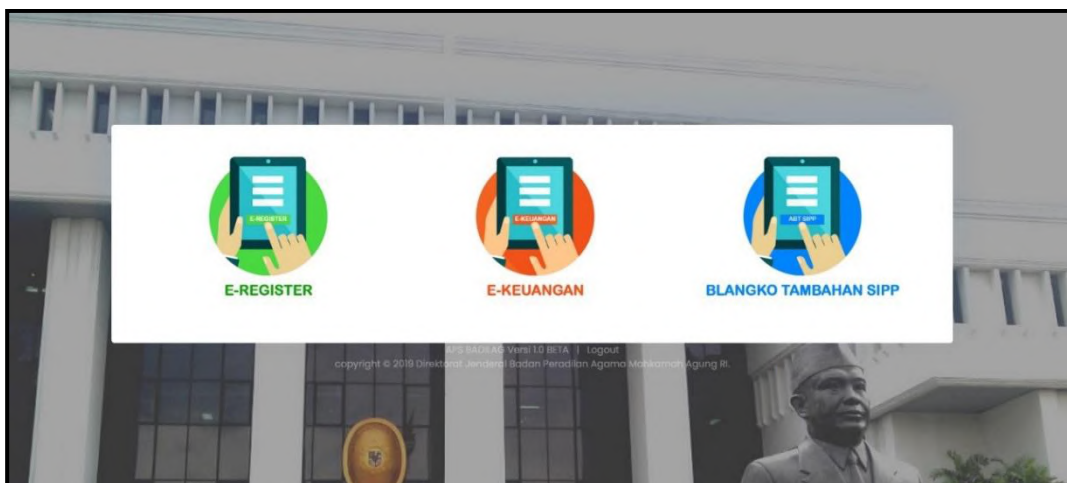 E-REGISTER
E-KEUANGAN
ABT SIPP
E-REGISTER
E-KEUANGAN
BLANGKO TAMBAHAN SIPP
APS BADILAG Versi 1.0 BETA | Logout
copyright © 2019 Direktorat Jenderal Badan Peradilan Agama Mahkamah Agung RI.